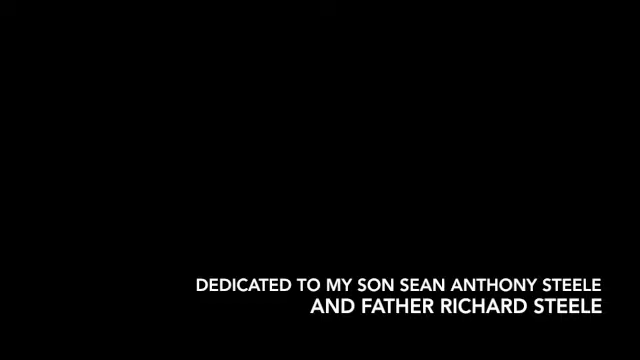 DEDICATED TO MY SON SEAN ANTHONY STEELE
AND FATHER RICHARD STEELE